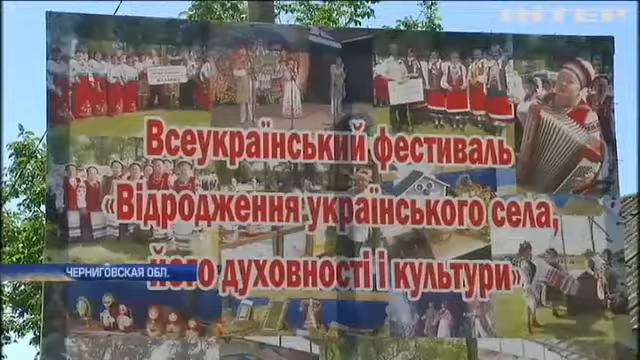 ІНТЕР
Всеукраїнський фестиваль
«Відродження українського села,
його духовності і культури»
ЧЕРНИГОВСКАЯ ОБЛ.